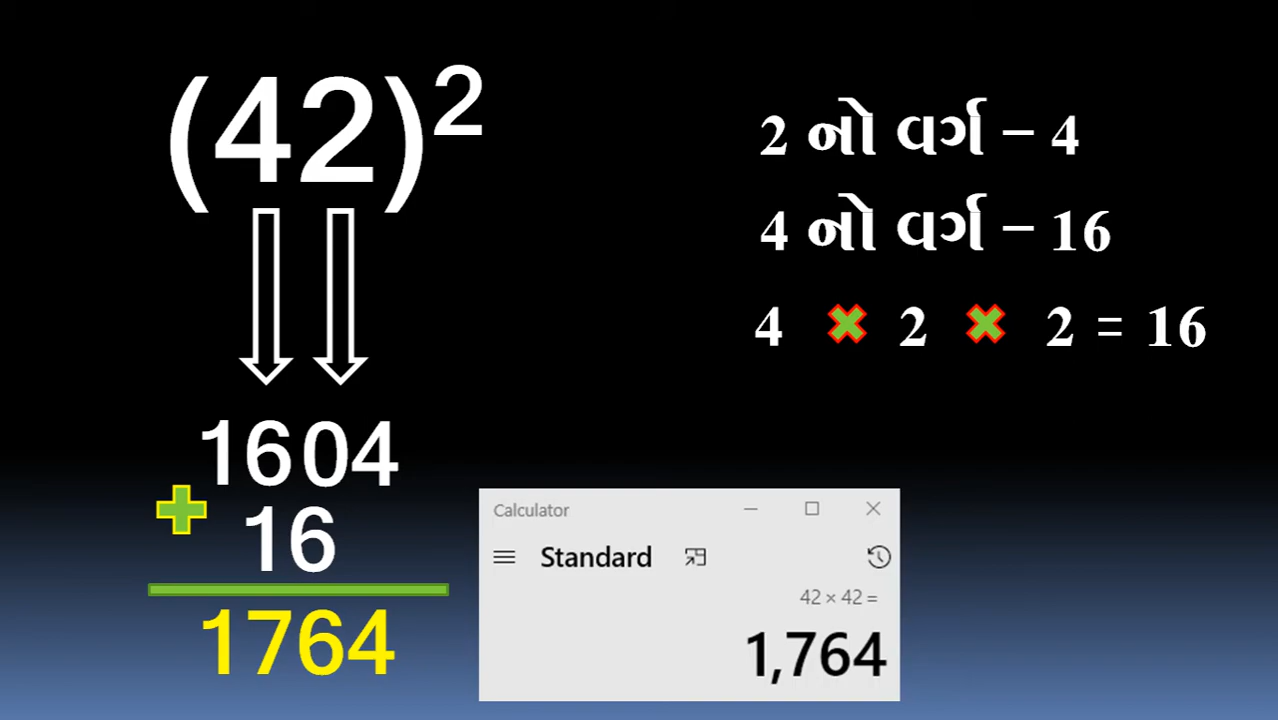 (42)²
1604
+ 16
1764
2 નો વર્ગ – 4
4 નો વર્ગ – 16
4 ✖ 2 ✖ 2 = 16
Calculator
Standard
42 × 42 =
1,764